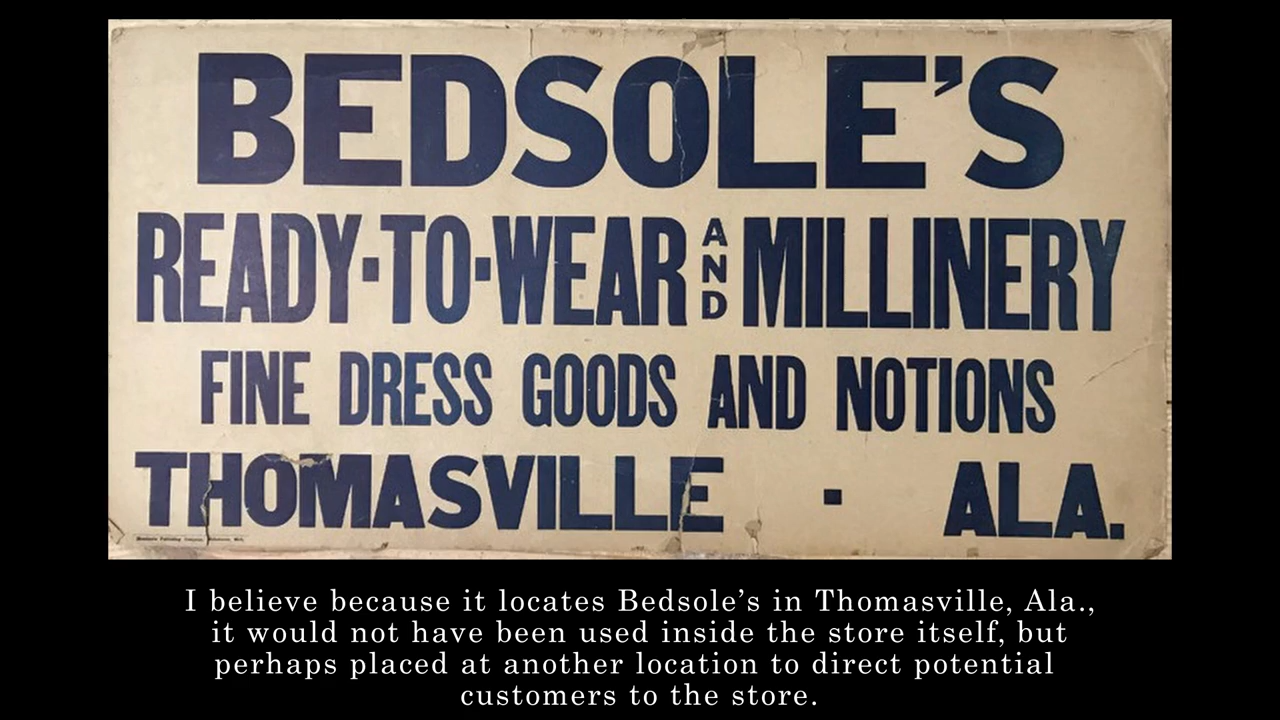 BEDSOLE'S
READY·TO·WEAR AND MILLINERY
FINE DRESS GOODS AND NOTIONS
THOMASVILLE · ALA.
I believe because it locates Bedsole’s in Thomasville, Ala.,
it would not have been used inside the store itself, but
perhaps placed at another location to direct potential
customers to the store.